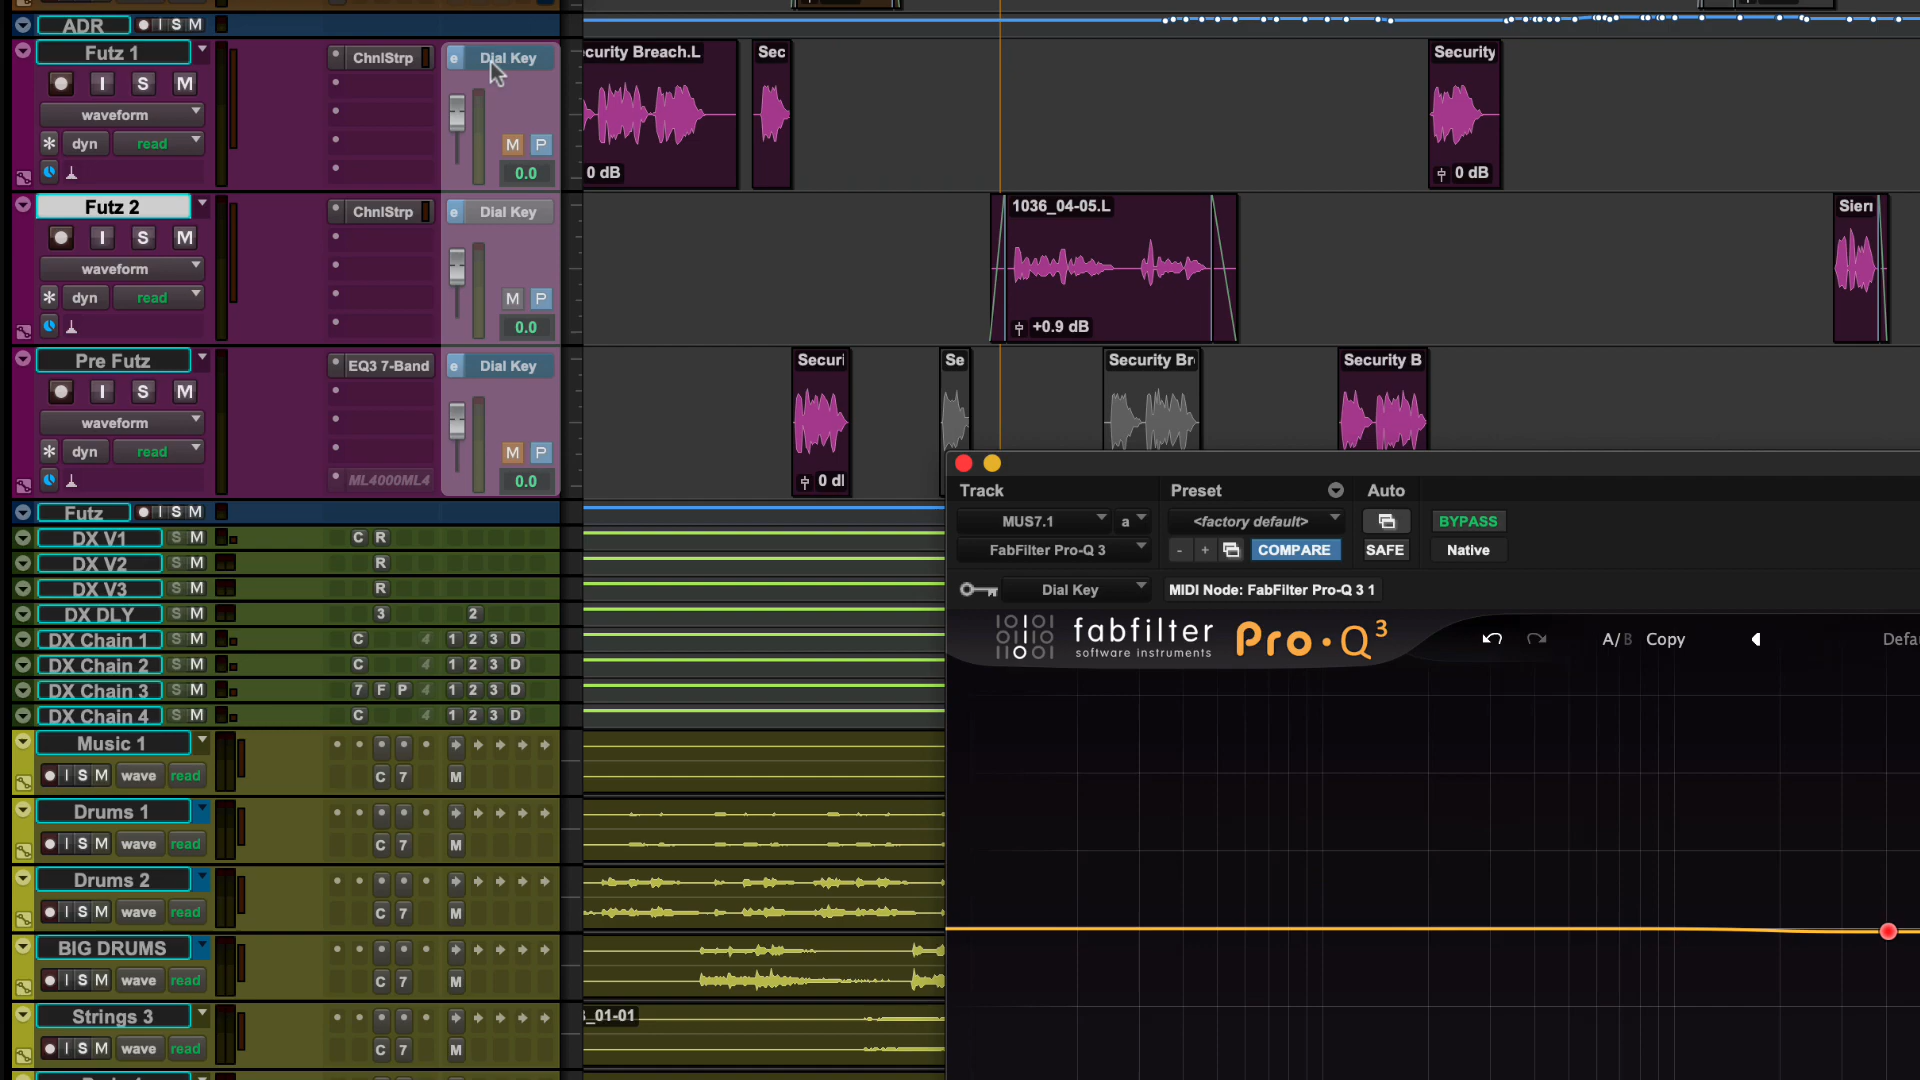 ADR I S M
Futz 1
I S M
waveform
dyn read
ChnlStrp
e Dial Key
M P
0.0
curity Breach.L
0 dB
Sec
Security
0 dB
Futz 2
I S M
waveform
dyn read
ChnlStrp
e Dial Key
M P
0.0
1036_04-05.L
+0.9 dB
Sierr
Pre Futz
I S M
waveform
dyn read
EQ3 7-Band
ML4000ML4
e Dial Key
M P
0.0
Securi
0 dl
Se
Security Br
Security B
Futz I S M
DX V1 S M C R
DX V2 S M R
DX V3 S M R
DX DLY S M 3 2
DX Chain 1 S M C 4 1 2 3 D
DX Chain 2 S M C 4 1 2 3 D
DX Chain 3 S M 7 F P 4 1 2 3 D
DX Chain 4 S M C 4 1 2 3 D
Music 1
I S M wave read C 7 M
Drums 1
I S M wave read C 7 M
Drums 2
I S M wave read C 7 M
BIG DRUMS
I S M wave read C 7 M
Strings 3
I S M wave read C 7 M
_01-01
Track Preset Auto
MUS7.1 a <factory default> BYPASS
FabFilter Pro-Q 3 - + COMPARE SAFE Native
Dial Key MIDI Node: FabFilter Pro-Q 3 1
fabfilter
software instruments
Pro·Q3
A/B Copy
Defau